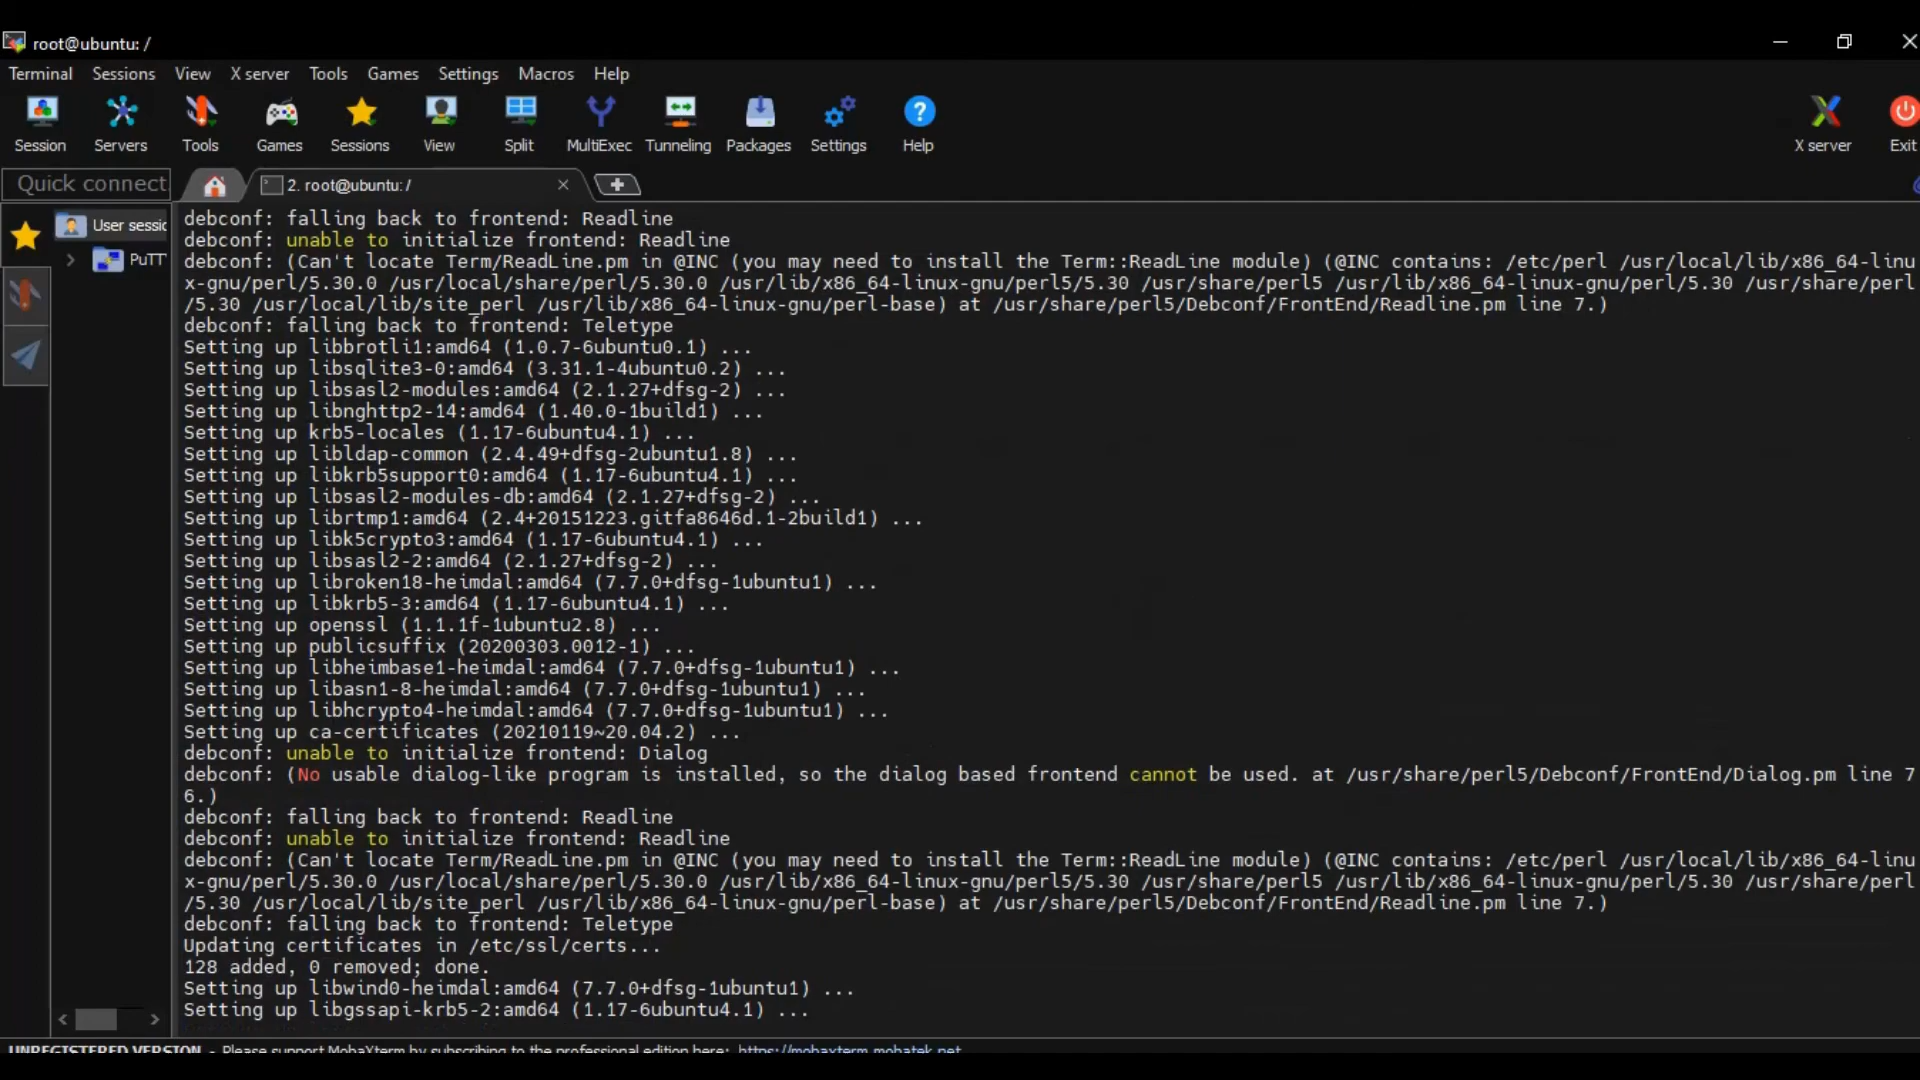 root@ubuntu: /
Terminal Sessions View X server Tools Games Settings Macros Help
Session Servers Tools Games Sessions View Split MultiExec Tunneling Packages Settings Help X server Exit
Quick connect.
2. root@ubuntu: /
User sessic
PuTT
debconf: falling back to frontend: Readline
debconf: unable to initialize frontend: Readline
debconf: (Can't locate Term/ReadLine.pm in @INC (you may need to install the Term::ReadLine module) (@INC contains: /etc/perl /usr/local/lib/x86_64-linu
x-gnu/perl/5.30.0 /usr/local/share/perl/5.30.0 /usr/lib/x86_64-linux-gnu/perl5/5.30 /usr/share/perl5 /usr/lib/x86_64-linux-gnu/perl/5.30 /usr/share/perl
/5.30 /usr/local/lib/site_perl /usr/lib/x86_64-linux-gnu/perl-base) at /usr/share/perl5/Debconf/FrontEnd/Readline.pm line 7.)
debconf: falling back to frontend: Teletype
Setting up libbrotli1:amd64 (1.0.7-6ubuntu0.1) ...
Setting up libsqlite3-0:amd64 (3.31.1-4ubuntu0.2) ...
Setting up libsasl2-modules:amd64 (2.1.27+dfsg-2) ...
Setting up libnghttp2-14:amd64 (1.40.0-1build1) ...
Setting up krb5-locales (1.17-6ubuntu4.1) ...
Setting up libldap-common (2.4.49+dfsg-2ubuntu1.8) ...
Setting up libkrb5support0:amd64 (1.17-6ubuntu4.1) ...
Setting up libsasl2-modules-db:amd64 (2.1.27+dfsg-2) ...
Setting up librtmp1:amd64 (2.4+20151223.gitfa8646d.1-2build1) ...
Setting up libk5crypto3:amd64 (1.17-6ubuntu4.1) ...
Setting up libsasl2-2:amd64 (2.1.27+dfsg-2) ...
Setting up libroken18-heimdal:amd64 (7.7.0+dfsg-1ubuntu1) ...
Setting up libkrb5-3:amd64 (1.17-6ubuntu4.1) ...
Setting up openssl (1.1.1f-1ubuntu2.8) ...
Setting up publicsuffix (20200303.0012-1) ...
Setting up libheimbase1-heimdal:amd64 (7.7.0+dfsg-1ubuntu1) ...
Setting up libasn1-8-heimdal:amd64 (7.7.0+dfsg-1ubuntu1) ...
Setting up libhcrypto4-heimdal:amd64 (7.7.0+dfsg-1ubuntu1) ...
Setting up ca-certificates (20210119~20.04.2) ...
debconf: unable to initialize frontend: Dialog
debconf: (No usable dialog-like program is installed, so the dialog based frontend cannot be used. at /usr/share/perl5/Debconf/FrontEnd/Dialog.pm line 7
6.)
debconf: falling back to frontend: Readline
debconf: unable to initialize frontend: Readline
debconf: (Can't locate Term/ReadLine.pm in @INC (you may need to install the Term::ReadLine module) (@INC contains: /etc/perl /usr/local/lib/x86_64-linu
x-gnu/perl/5.30.0 /usr/local/share/perl/5.30.0 /usr/lib/x86_64-linux-gnu/perl5/5.30 /usr/share/perl5 /usr/lib/x86_64-linux-gnu/perl/5.30 /usr/share/perl
/5.30 /usr/local/lib/site_perl /usr/lib/x86_64-linux-gnu/perl-base) at /usr/share/perl5/Debconf/FrontEnd/Readline.pm line 7.)
debconf: falling back to frontend: Teletype
Updating certificates in /etc/ssl/certs...
128 added, 0 removed; done.
Setting up libwind0-heimdal:amd64 (7.7.0+dfsg-1ubuntu1) ...
Setting up libgssapi-krb5-2:amd64 (1.17-6ubuntu4.1) ...
UNREGISTERED VERSION - Please support MobaXterm by subscribing to the professional edition here: https://mobaxterm.mobatek.net